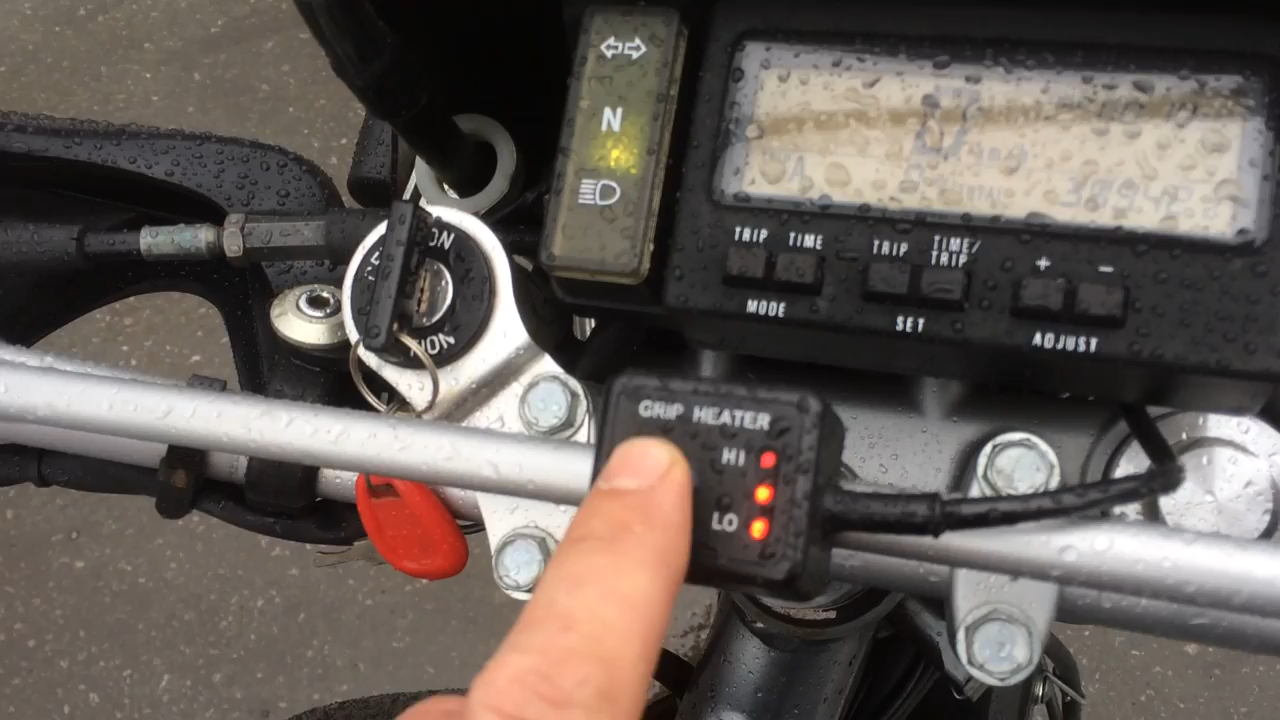 N
ON
TRIP TIME
MODE
TRIP TIME/
TRIP
SET
+ −
ADJUST
GRIP HEATER
HI
LO